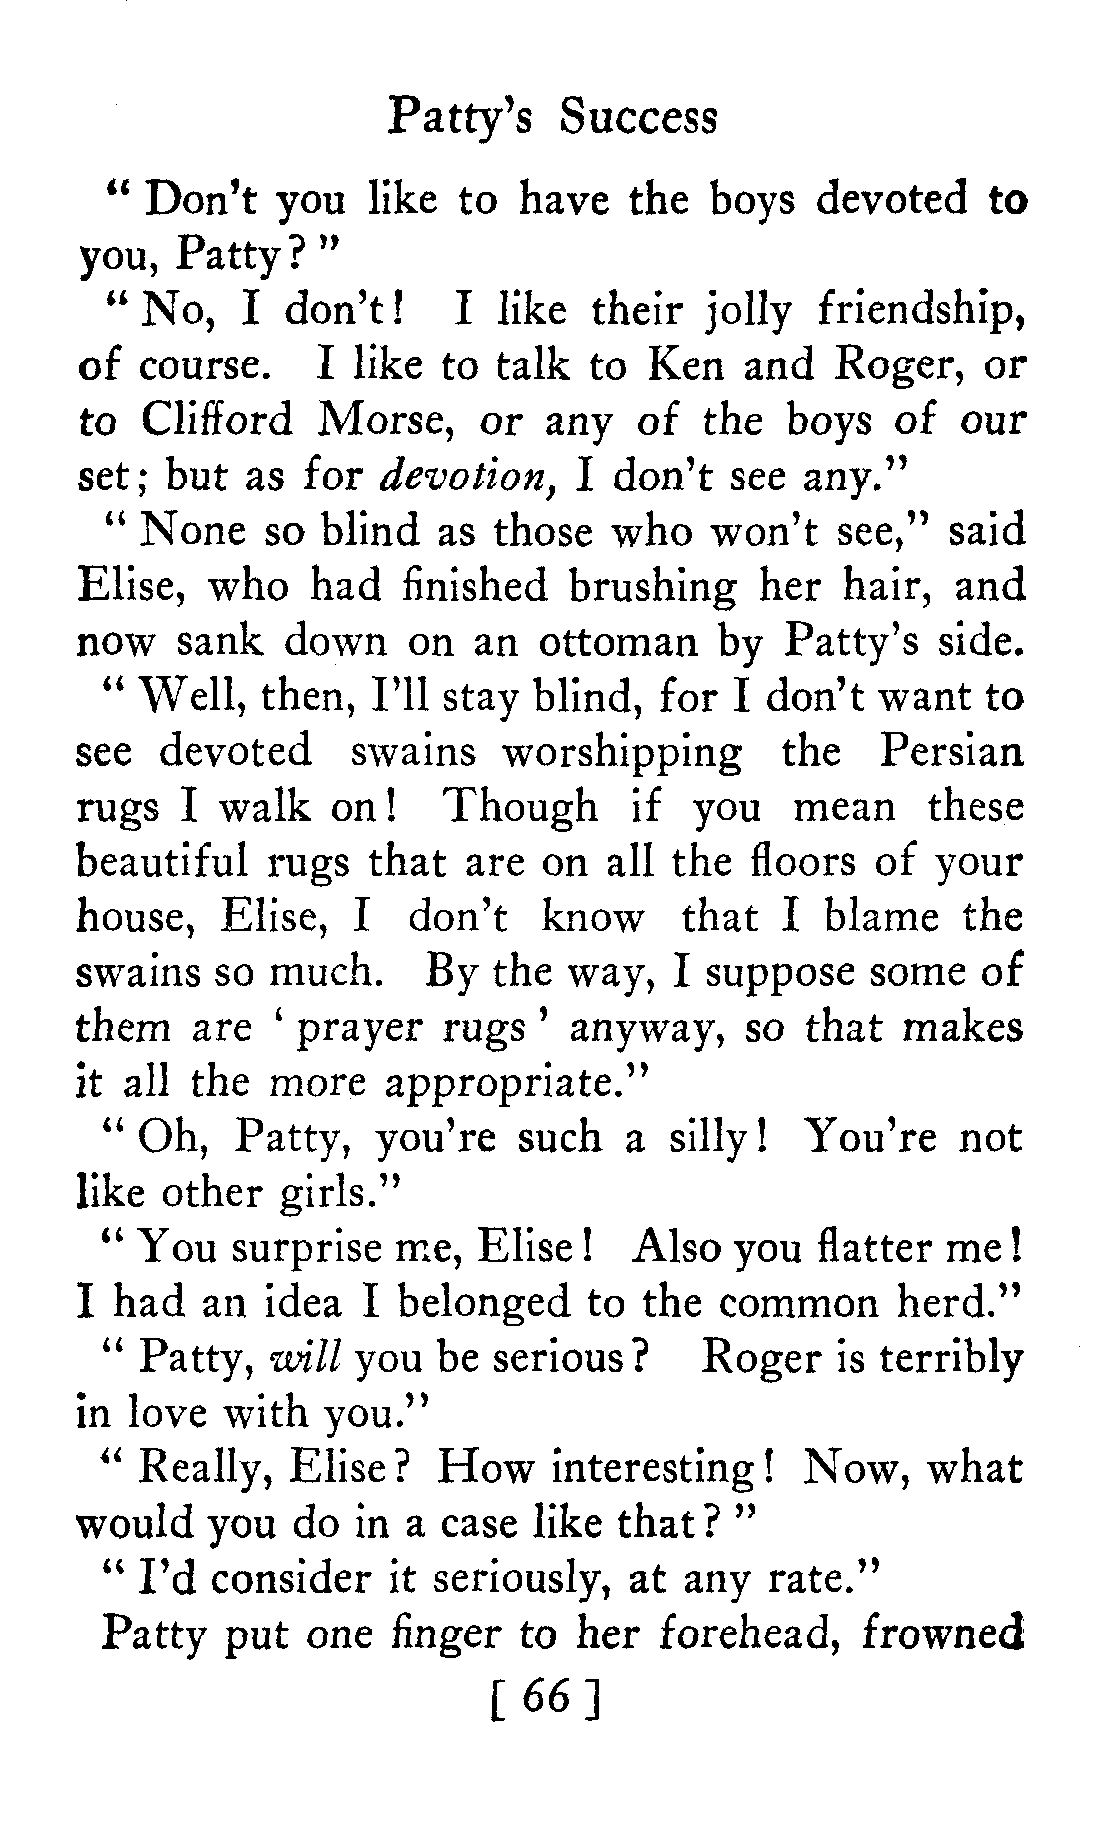 Patty's Success
" Don't you like to have the boys devoted to
you, Patty? "
" No, I don't! I like their jolly friendship,
of course. I like to talk to Ken and Roger, or
to Clifford Morse, or any of the boys of our
set; but as for devotion, I don't see any."
" None so blind as those who won't see," said
Elise, who had finished brushing her hair, and
now sank down on an ottoman by Patty's side.
" Well, then, I'll stay blind, for I don't want to
see devoted swains worshipping the Persian
rugs I walk on! Though if you mean these
beautiful rugs that are on all the floors of your
house, Elise, I don't know that I blame the
swains so much. By the way, I suppose some of
them are ' prayer rugs ' anyway, so that makes
it all the more appropriate."
" Oh, Patty, you're such a silly! You're not
like other girls."
" You surprise me, Elise! Also you flatter me!
I had an idea I belonged to the common herd."
" Patty, will you be serious? Roger is terribly
in love with you."
" Really, Elise? How interesting! Now, what
would you do in a case like that? "
" I'd consider it seriously, at any rate."
Patty put one finger to her forehead, frowned
[ 66 ]